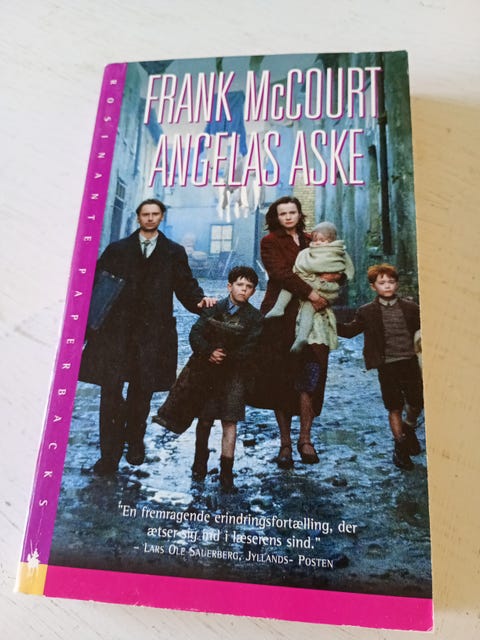 FRANK McCOURT
ANGELAS ASKE
ROSINANTE PAPERBACKS
"En fremragende erindringsfortælling, der
ætser sig ind i læserens sind."
– LARS OLE SAUERBERG, JYLLANDS- POSTEN